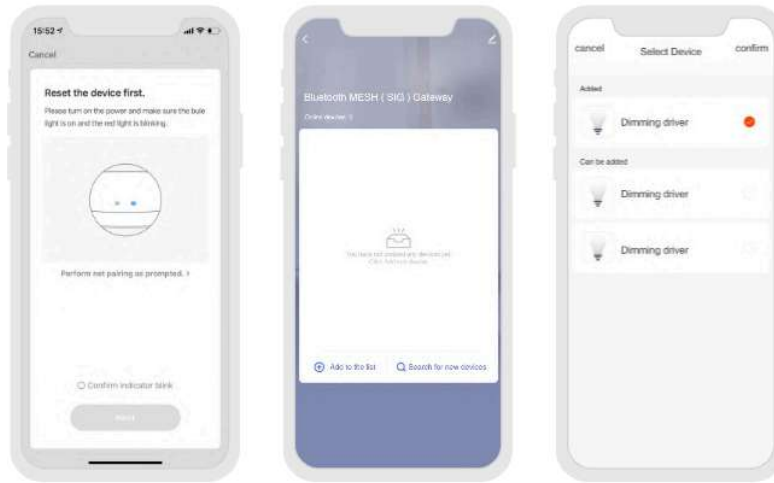 15:52
Cancel
Reset the device first.
Please turn on the power and make sure the bule
light is on and the red light is blinking.
Perform net pairing as prompted. >
Confirm indicator blink
Bluetooth MESH ( SIG ) Gateway
Add to the list
Search for new devices
cancel
Select Device
confirm
Added
Dimming driver
Can be added
Dimming driver
Dimming driver